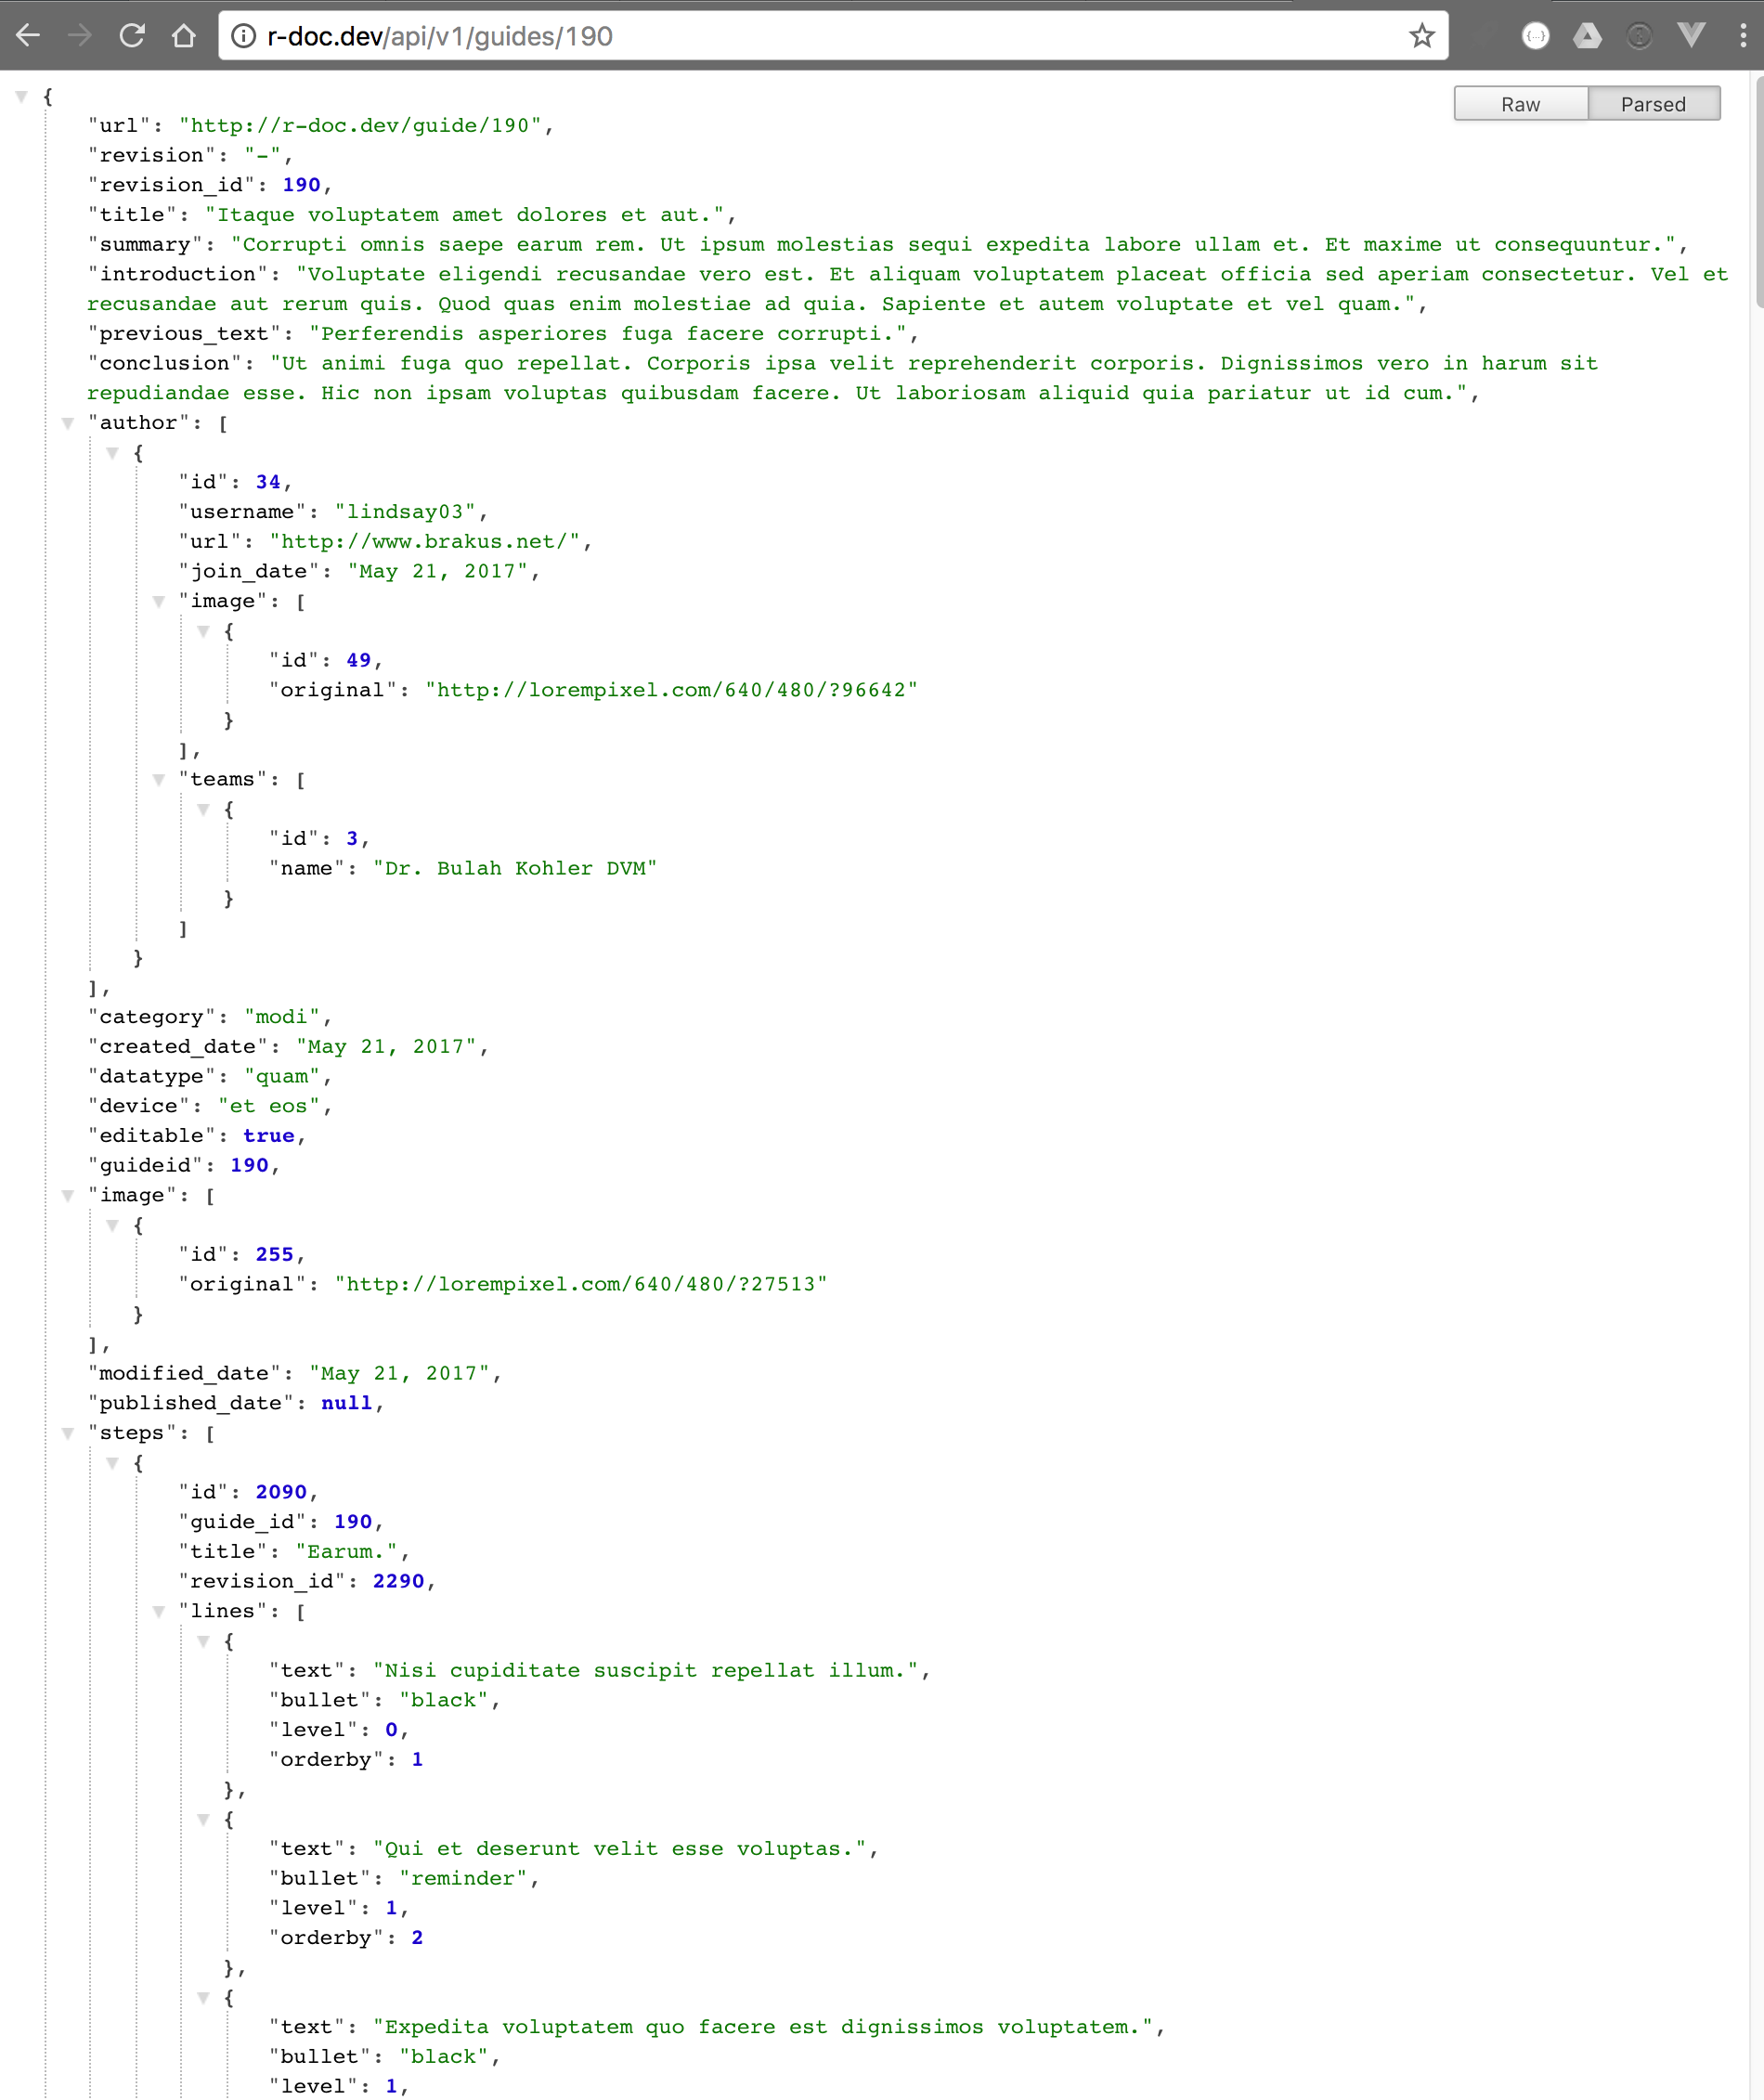 r-doc.dev/api/v1/guides/190
Raw Parsed
{
"url": "http://r-doc.dev/guide/190",
"revision": "-",
"revision_id": 190,
"title": "Itaque voluptatem amet dolores et aut.",
"summary": "Corrupti omnis saepe earum rem. Ut ipsum molestias sequi expedita labore ullam et. Et maxime ut consequuntur.",
"introduction": "Voluptate eligendi recusandae vero est. Et aliquam voluptatem placeat officia sed aperiam consectetur. Vel et
recusandae aut rerum quis. Quod quas enim molestiae ad quia. Sapiente et autem voluptate et vel quam.",
"previous_text": "Perferendis asperiores fuga facere corrupti.",
"conclusion": "Ut animi fuga quo repellat. Corporis ipsa velit reprehenderit corporis. Dignissimos vero in harum sit
repudiandae esse. Hic non ipsam voluptas quibusdam facere. Ut laboriosam aliquid quia pariatur ut id cum.",
"author": [
{
"id": 34,
"username": "lindsay03",
"url": "http://www.brakus.net/",
"join_date": "May 21, 2017",
"image": [
{
"id": 49,
"original": "http://lorempixel.com/640/480/?96642"
}
],
"teams": [
{
"id": 3,
"name": "Dr. Bulah Kohler DVM"
}
]
}
],
"category": "modi",
"created_date": "May 21, 2017",
"datatype": "quam",
"device": "et eos",
"editable": true,
"guideid": 190,
"image": [
{
"id": 255,
"original": "http://lorempixel.com/640/480/?27513"
}
],
"modified_date": "May 21, 2017",
"published_date": null,
"steps": [
{
"id": 2090,
"guide_id": 190,
"title": "Earum.",
"revision_id": 2290,
"lines": [
{
"text": "Nisi cupiditate suscipit repellat illum.",
"bullet": "black",
"level": 0,
"orderby": 1
},
{
"text": "Qui et deserunt velit esse voluptas.",
"bullet": "reminder",
"level": 1,
"orderby": 2
},
{
"text": "Expedita voluptatem quo facere est dignissimos voluptatem.",
"bullet": "black",
"level": 1,